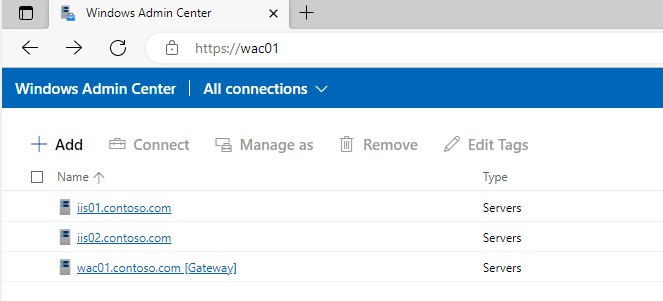 Windows Admin Center
https://wac01
Windows Admin Center All connections
Add Connect Manage as Remove Edit Tags
Name Type
iis01.contoso.com Servers
iis02.contoso.com Servers
wac01.contoso.com [Gateway] Servers